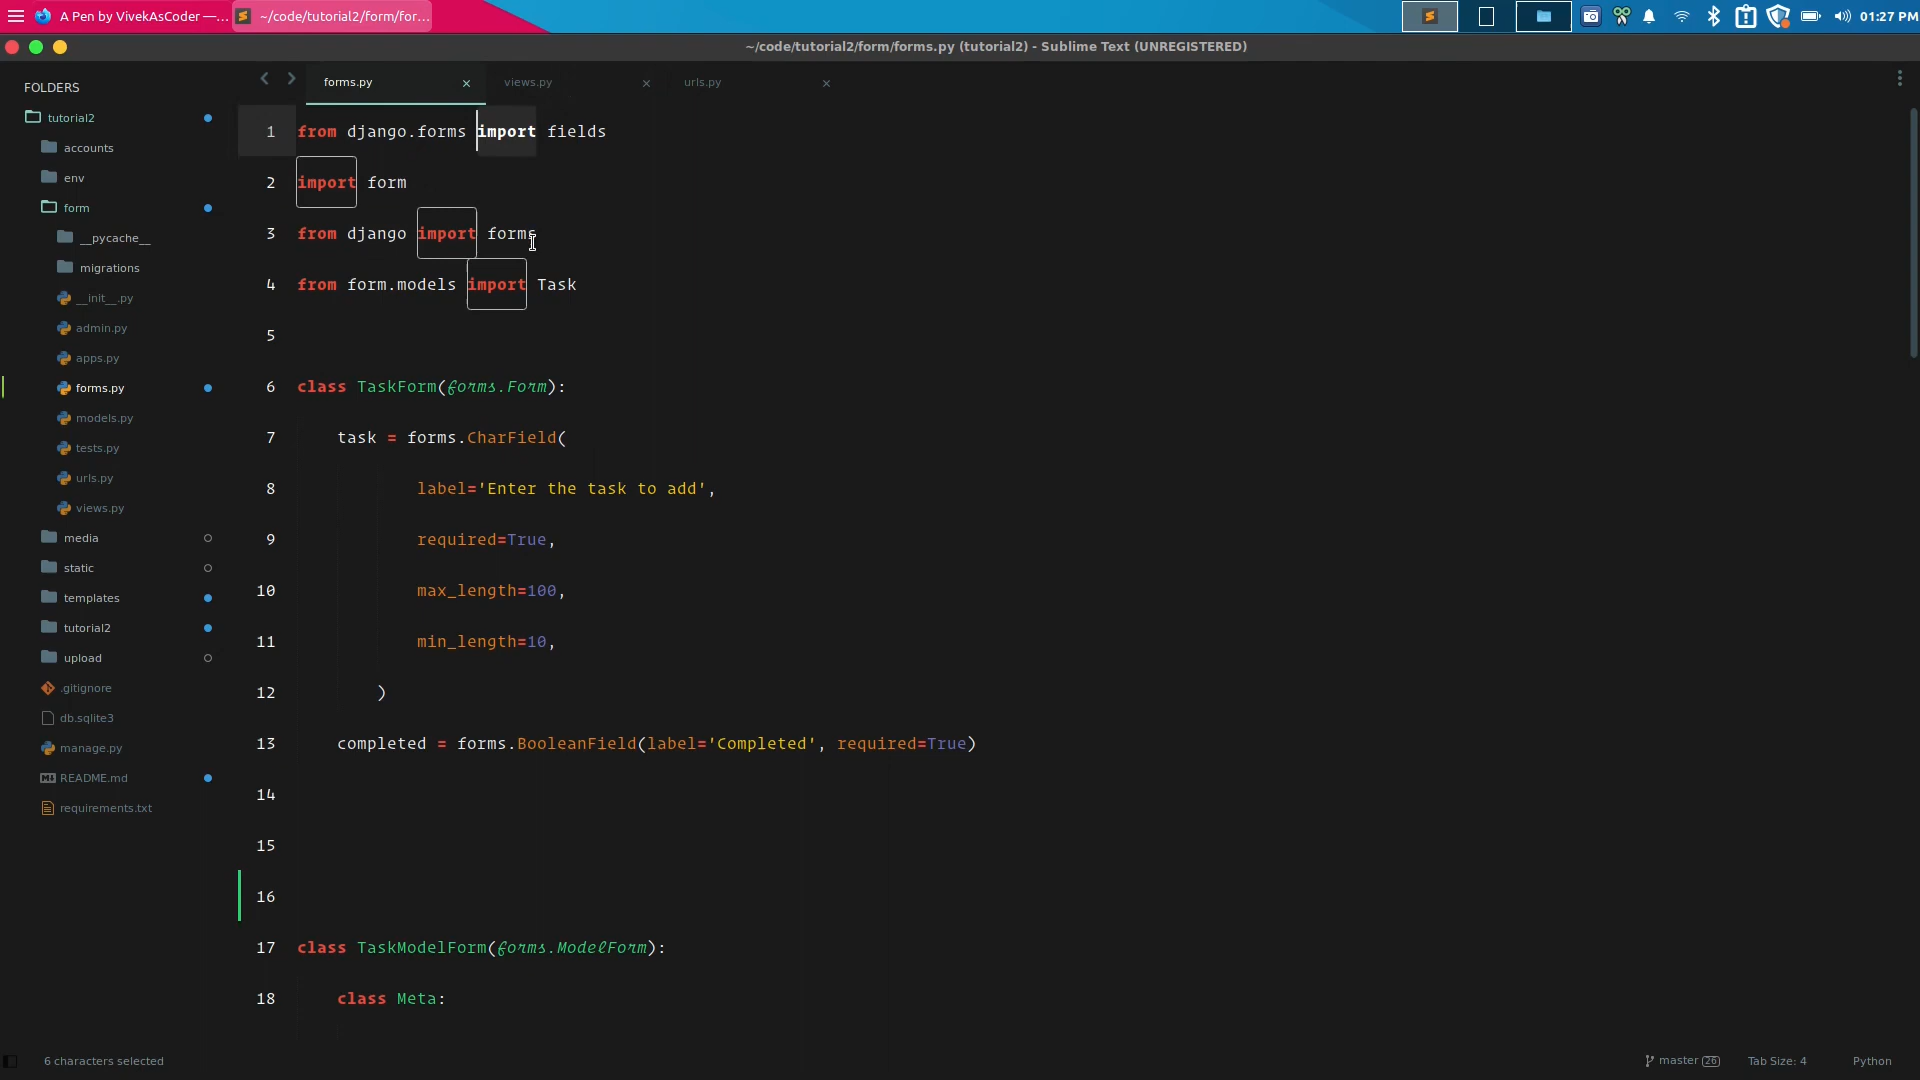 A Pen by VivekAsCoder —...
~/code/tutorial2/form/for...
01:27 PM
~/code/tutorial2/form/forms.py (tutorial2) - Sublime Text (UNREGISTERED)
FOLDERS
tutorial2
accounts
env
form
__pycache__
migrations
__init__.py
admin.py
apps.py
forms.py
models.py
tests.py
urls.py
views.py
media
static
templates
tutorial2
upload
.gitignore
db.sqlite3
manage.py
README.md
requirements.txt
forms.py
views.py
urls.py
1 from django.forms import fields
2 import form
3 from django import forms
4 from form.models import Task
5
6 class TaskForm(forms.Form):
7 task = forms.CharField(
8 label='Enter the task to add',
9 required=True,
10 max_length=100,
11 min_length=10,
12 )
13 completed = forms.BooleanField(label='Completed', required=True)
14
15
16
17 class TaskModelForm(forms.ModelForm):
18 class Meta:
6 characters selected
master 26
Tab Size: 4
Python